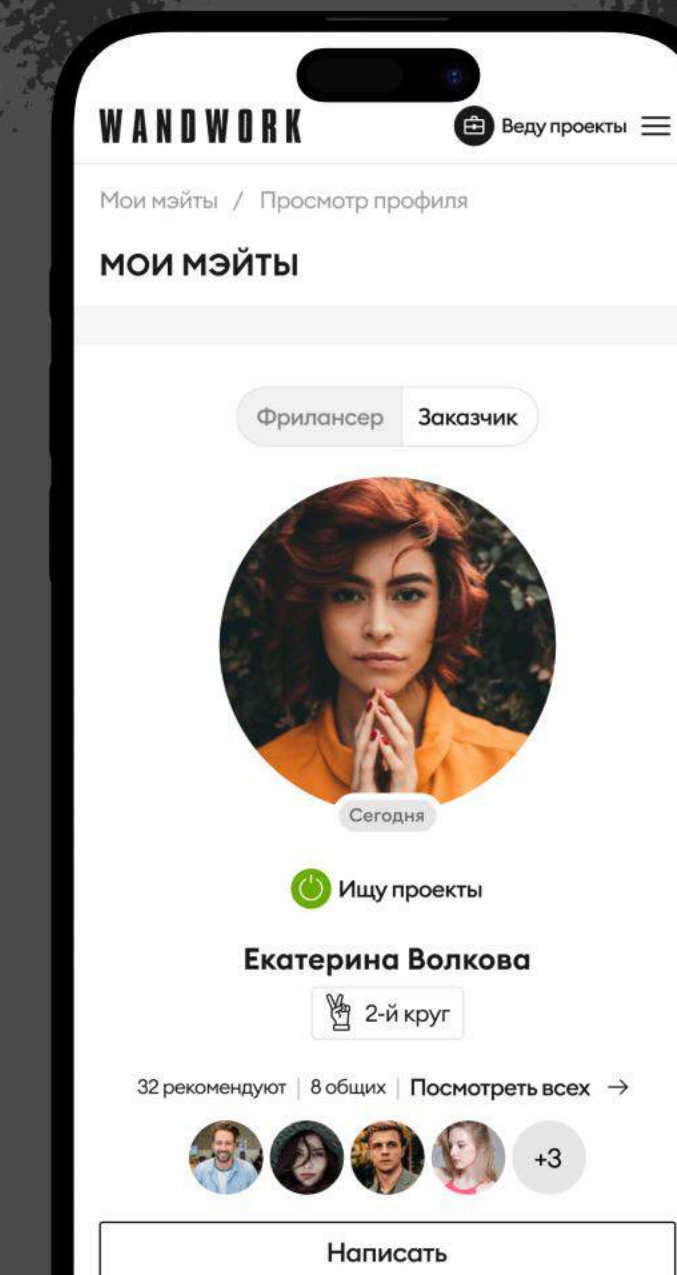 WANDWORK
Веду проекты
Мои мэйты / Просмотр профиля
МОИ МЭЙТЫ
Фрилансер Заказчик
Сегодня
Ищу проекты
Екатерина Волкова
2-й круг
32 рекомендуют | 8 общих | Посмотреть всех →
+3
Написать